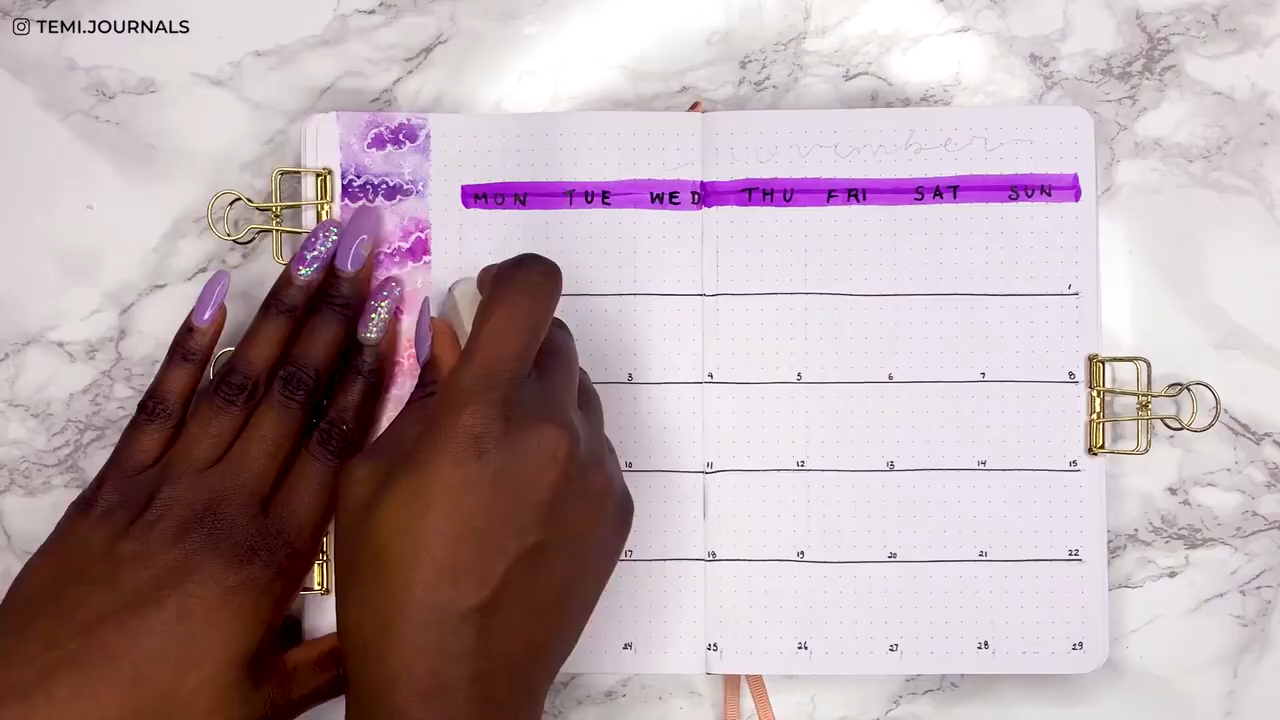 TEMI.JOURNALS
november
MON TUE WED THU FRI SAT SUN
1
3 4 5 6 7 8
10 11 12 13 14 15
17 18 19 20 21 22
24 25 26 27 28 29